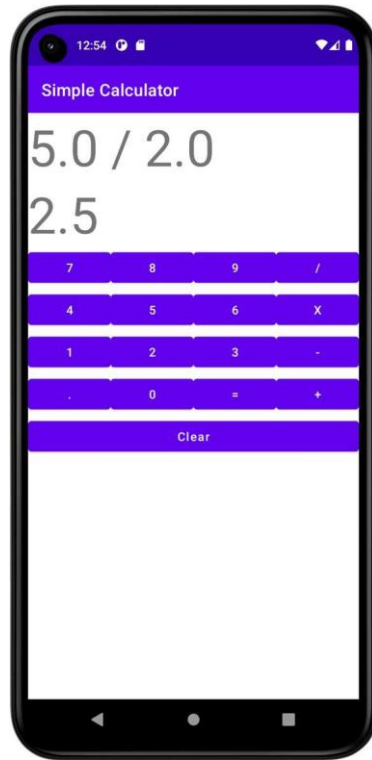 12:54
Simple Calculator
5.0 / 2.0
2.5
7 8 9 /
4 5 6 X
1 2 3 -
. 0 = +
Clear